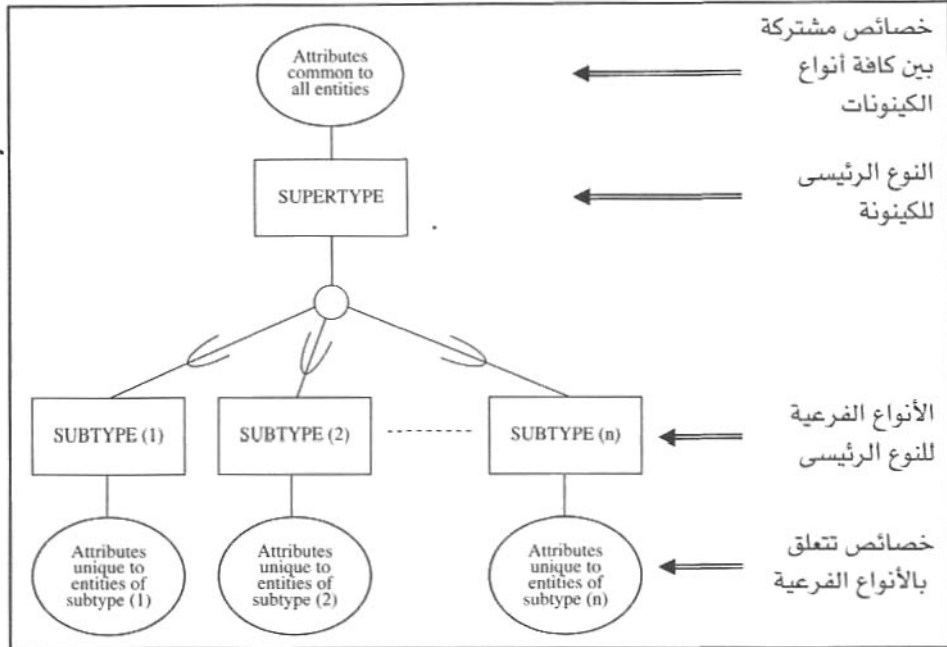 Attributes
common to
all entities
خصائص مشتركة
بين كافة أنواع
الكينونات
SUPERTYPE
النوع الرئيسى
للكينونة
SUBTYPE (1)
SUBTYPE (2)
SUBTYPE (n)
الأنواع الفرعية
للنوع الرئيسى
Attributes
unique to
entities of
subtype (1)
Attributes
unique to
entities of
subtype (2)
Attributes
unique to
entities of
subtype (n)
خصائص تتعلق
بالأنواع الفرعية